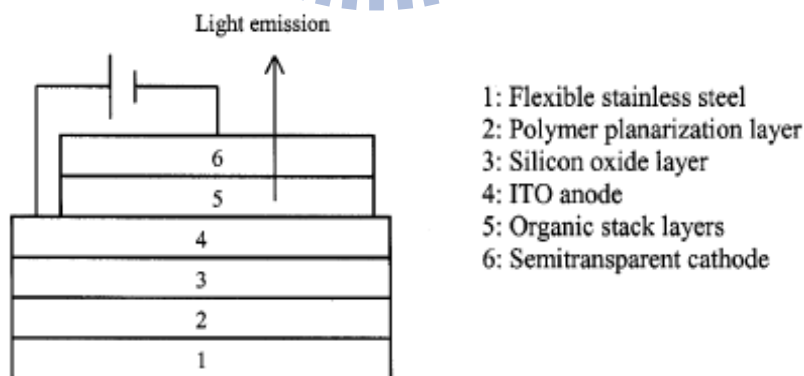 Light emission
6
5
4
3
2
1
1: Flexible stainless steel
2: Polymer planarization layer
3: Silicon oxide layer
4: ITO anode
5: Organic stack layers
6: Semitransparent cathode